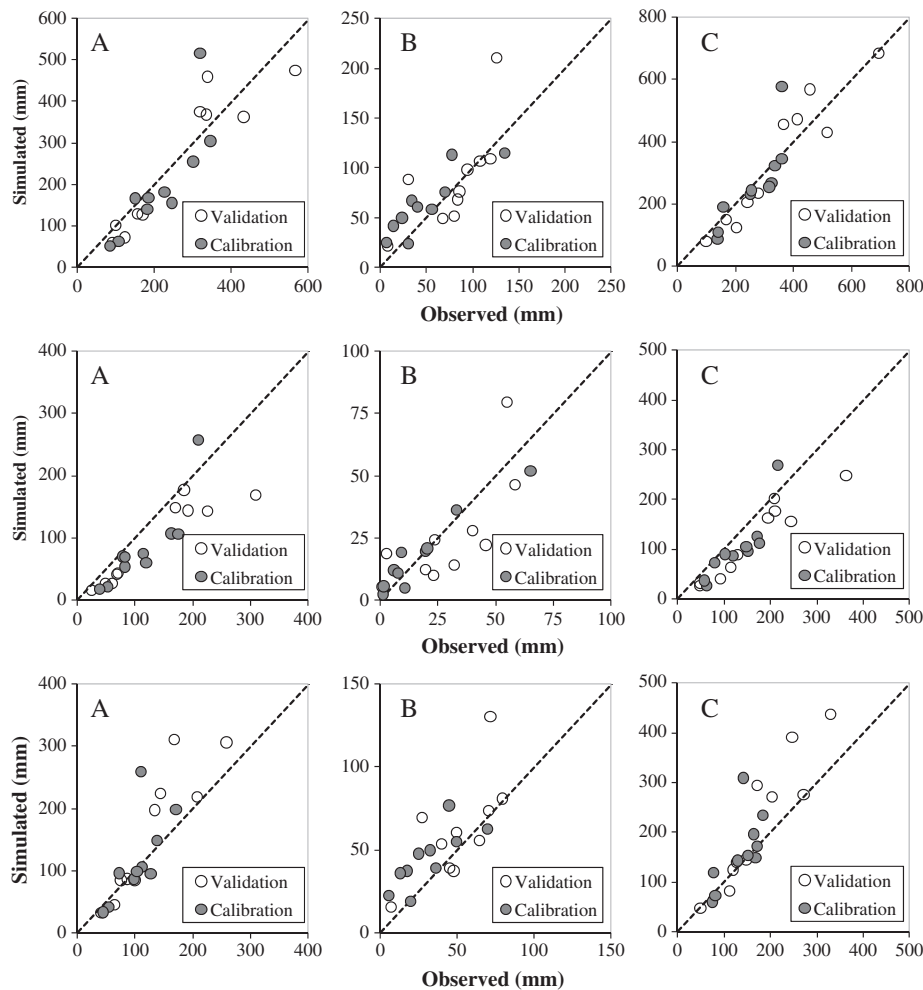 A
B
C
Simulated (mm)
600
500
400
300
200
100
0
0 200 400 600
250
200
150
100
50
0
0 50 100 150 200 250
800
600
400
200
0
0 200 400 600 800
Validation
Calibration
Validation
Calibration
Validation
Calibration
Observed (mm)
A
B
C
Simulated (mm)
400
300
200
100
0
0 100 200 300 400
100
75
50
25
0
0 25 50 75 100
500
400
300
200
100
0
0 100 200 300 400 500
Validation
Calibration
Validation
Calibration
Validation
Calibration
Observed (mm)
A
B
C
Simulated (mm)
400
300
200
100
0
0 100 200 300 400
150
100
50
0
0 50 100 150
500
400
300
200
100
0
0 100 200 300 400 500
Validation
Calibration
Validation
Calibration
Validation
Calibration
Observed (mm)